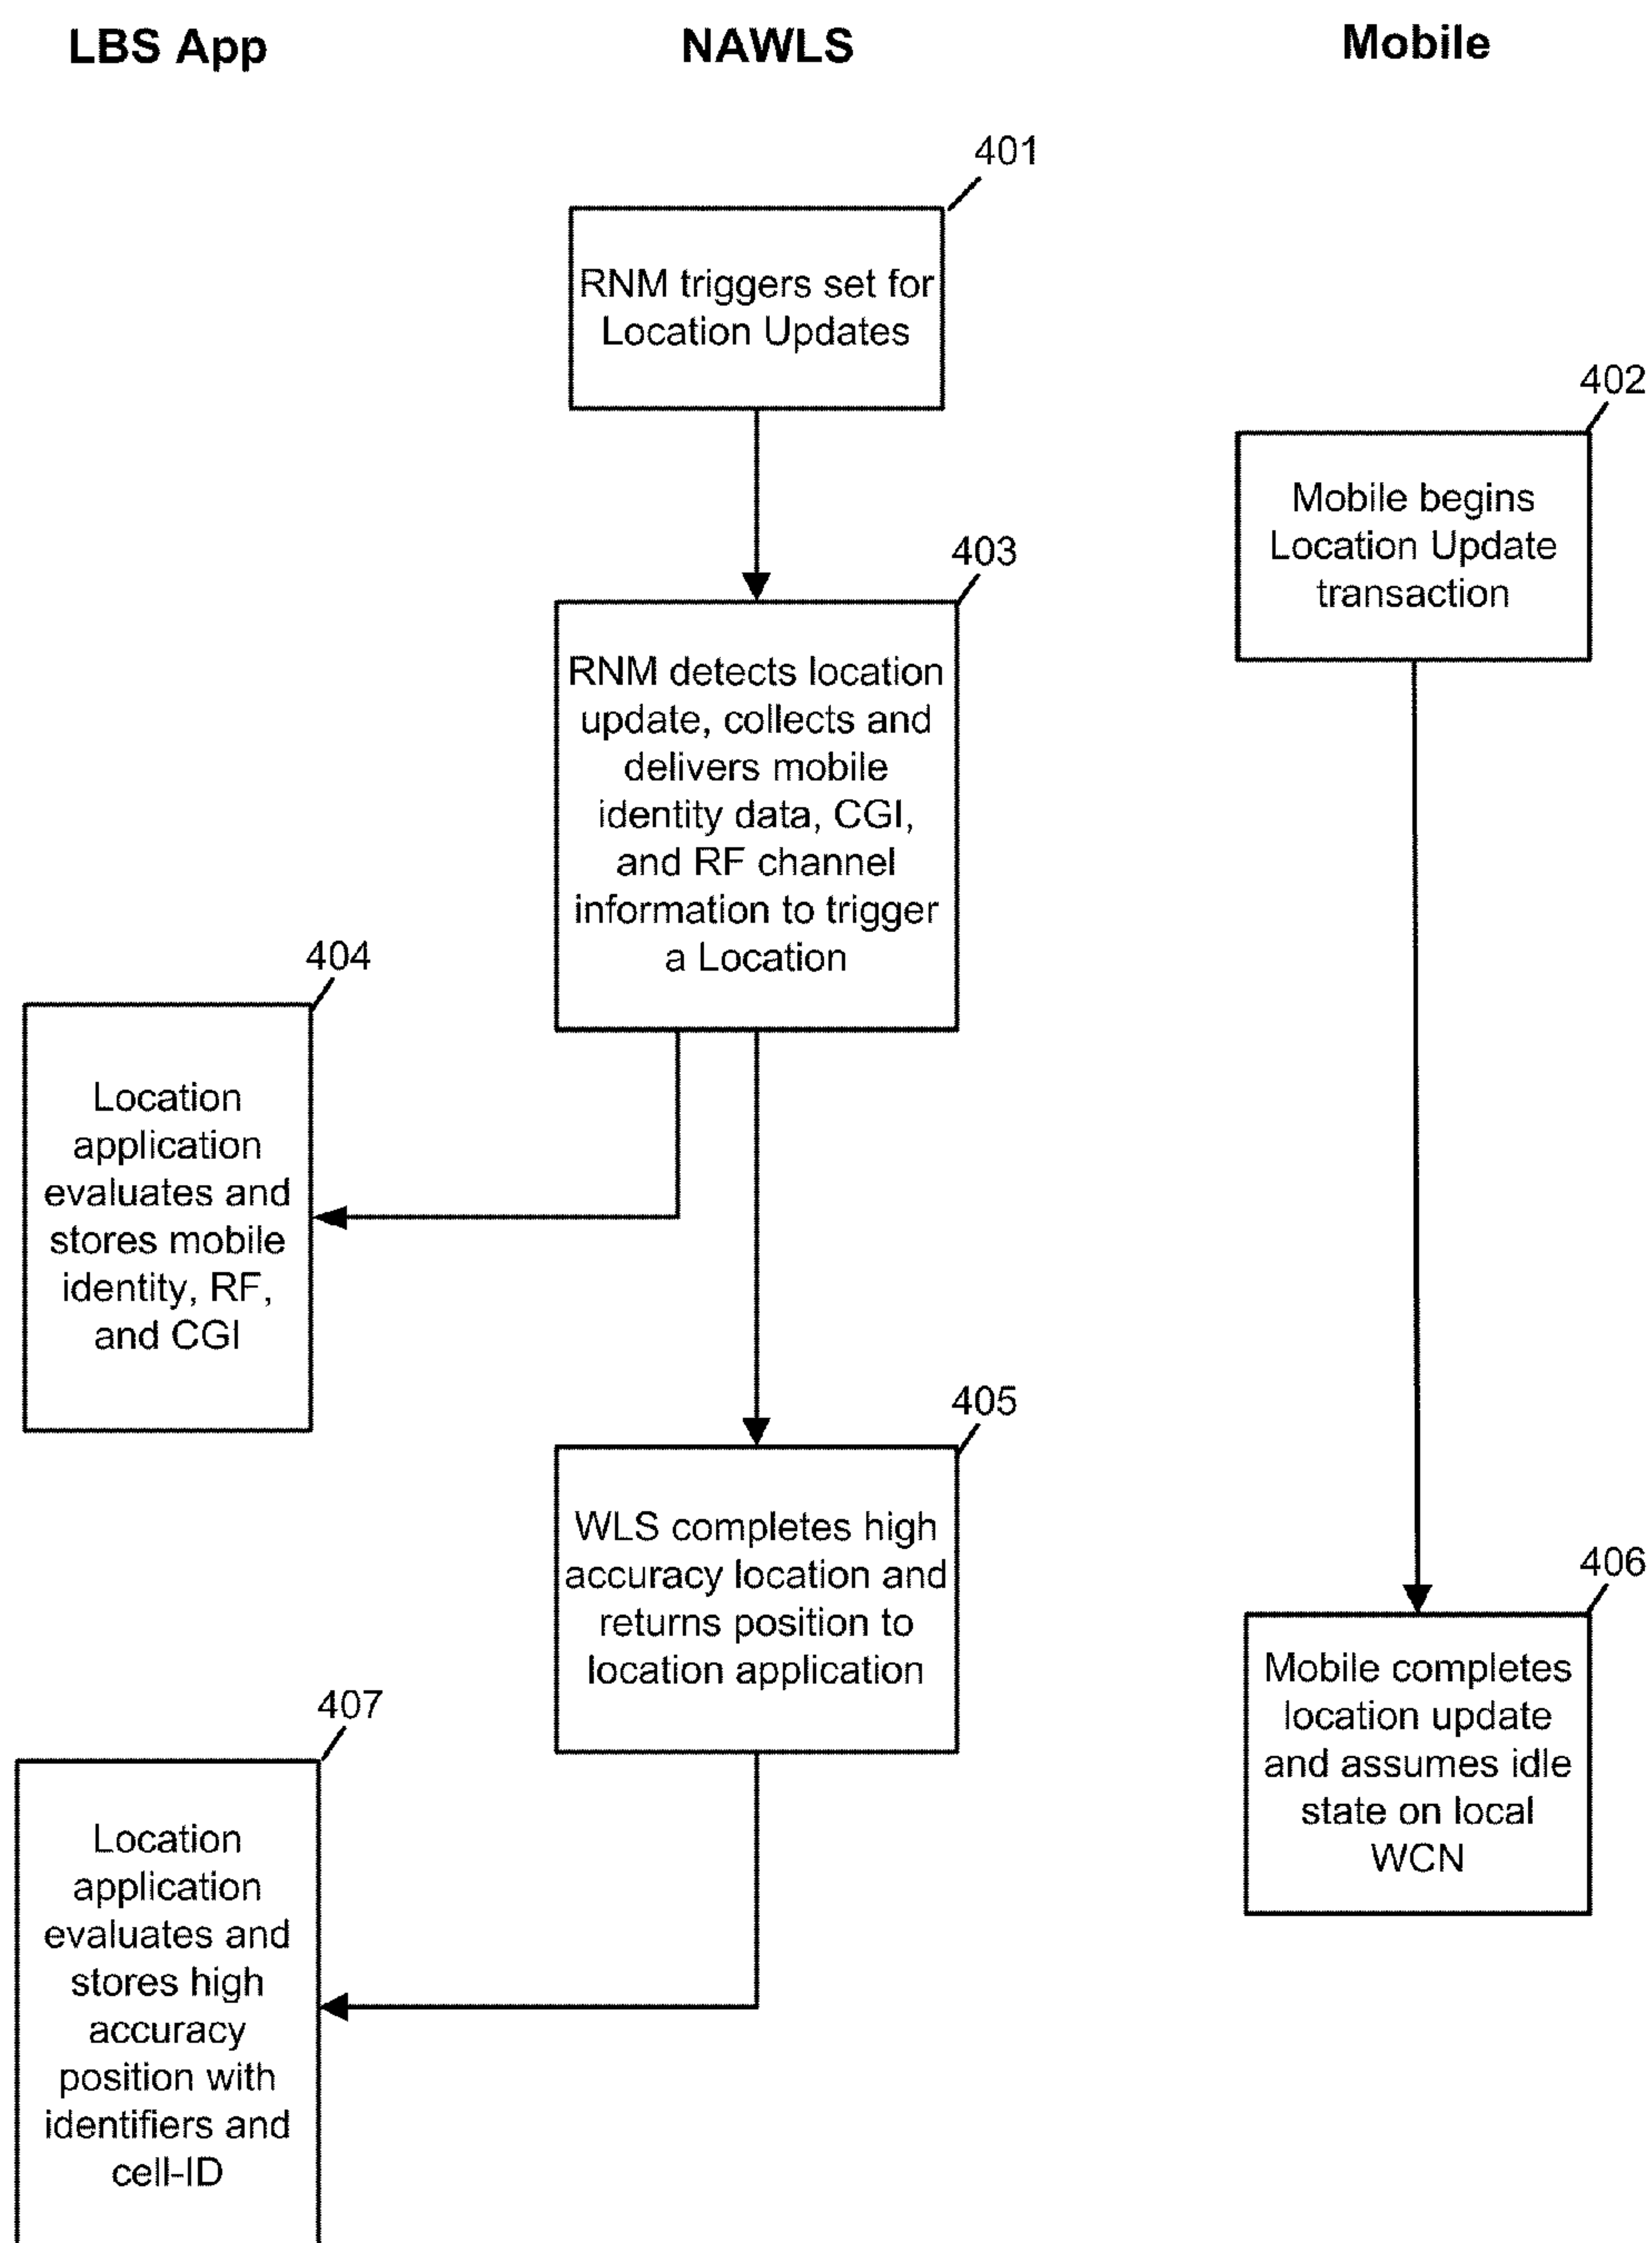 LBS App
NAWLS
Mobile
401
RNM triggers set for
Location Updates
402
Mobile begins
Location Update
transaction
403
RNM detects location
update, collects and
delivers mobile
identity data, CGI,
and RF channel
information to trigger
a Location
404
Location
application
evaluates and
stores mobile
identity, RF,
and CGI
405
WLS completes high
accuracy location and
returns position to
location application
406
Mobile completes
location update
and assumes idle
state on local
WCN
407
Location
application
evaluates and
stores high
accuracy
position with
identifiers and
cell-ID